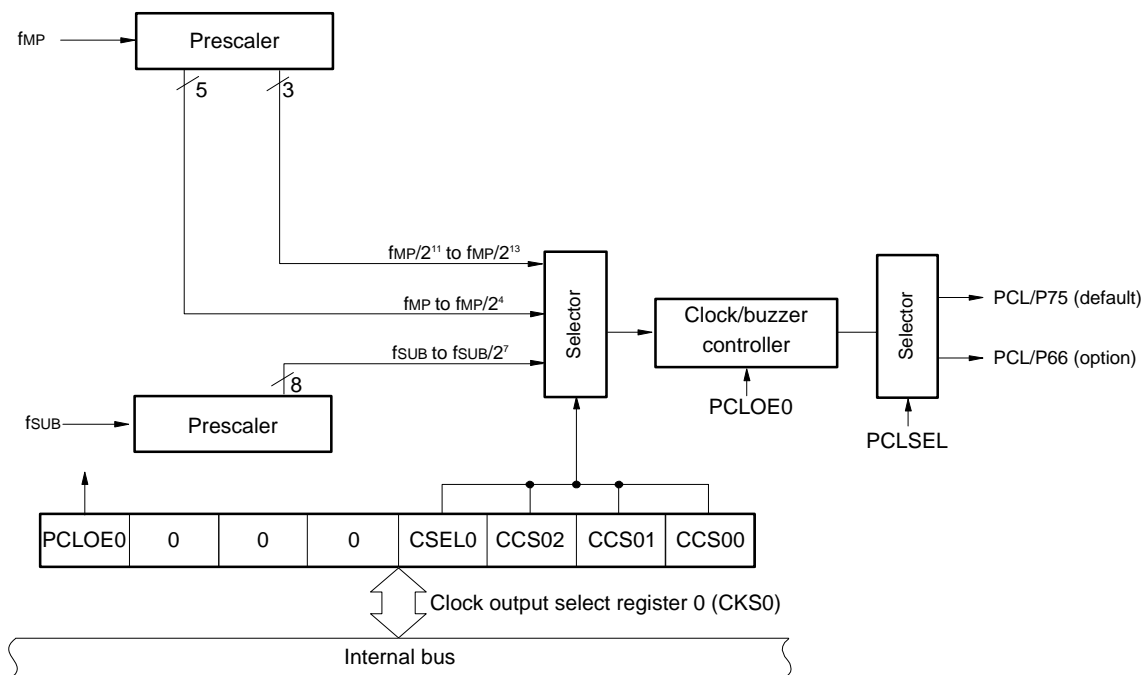 fMP
Prescaler
5
3
fMP/2¹¹ to fMP/2¹³
fMP to fMP/2⁴
fSUB to fSUB/2⁷
8
fSUB
Prescaler
Selector
Clock/buzzer
controller
PCLOE0
Selector
PCLSEL
PCL/P75 (default)
PCL/P66 (option)
PCLOE0 0 0 0 CSEL0 CCS02 CCS01 CCS00
Clock output select register 0 (CKS0)
Internal bus